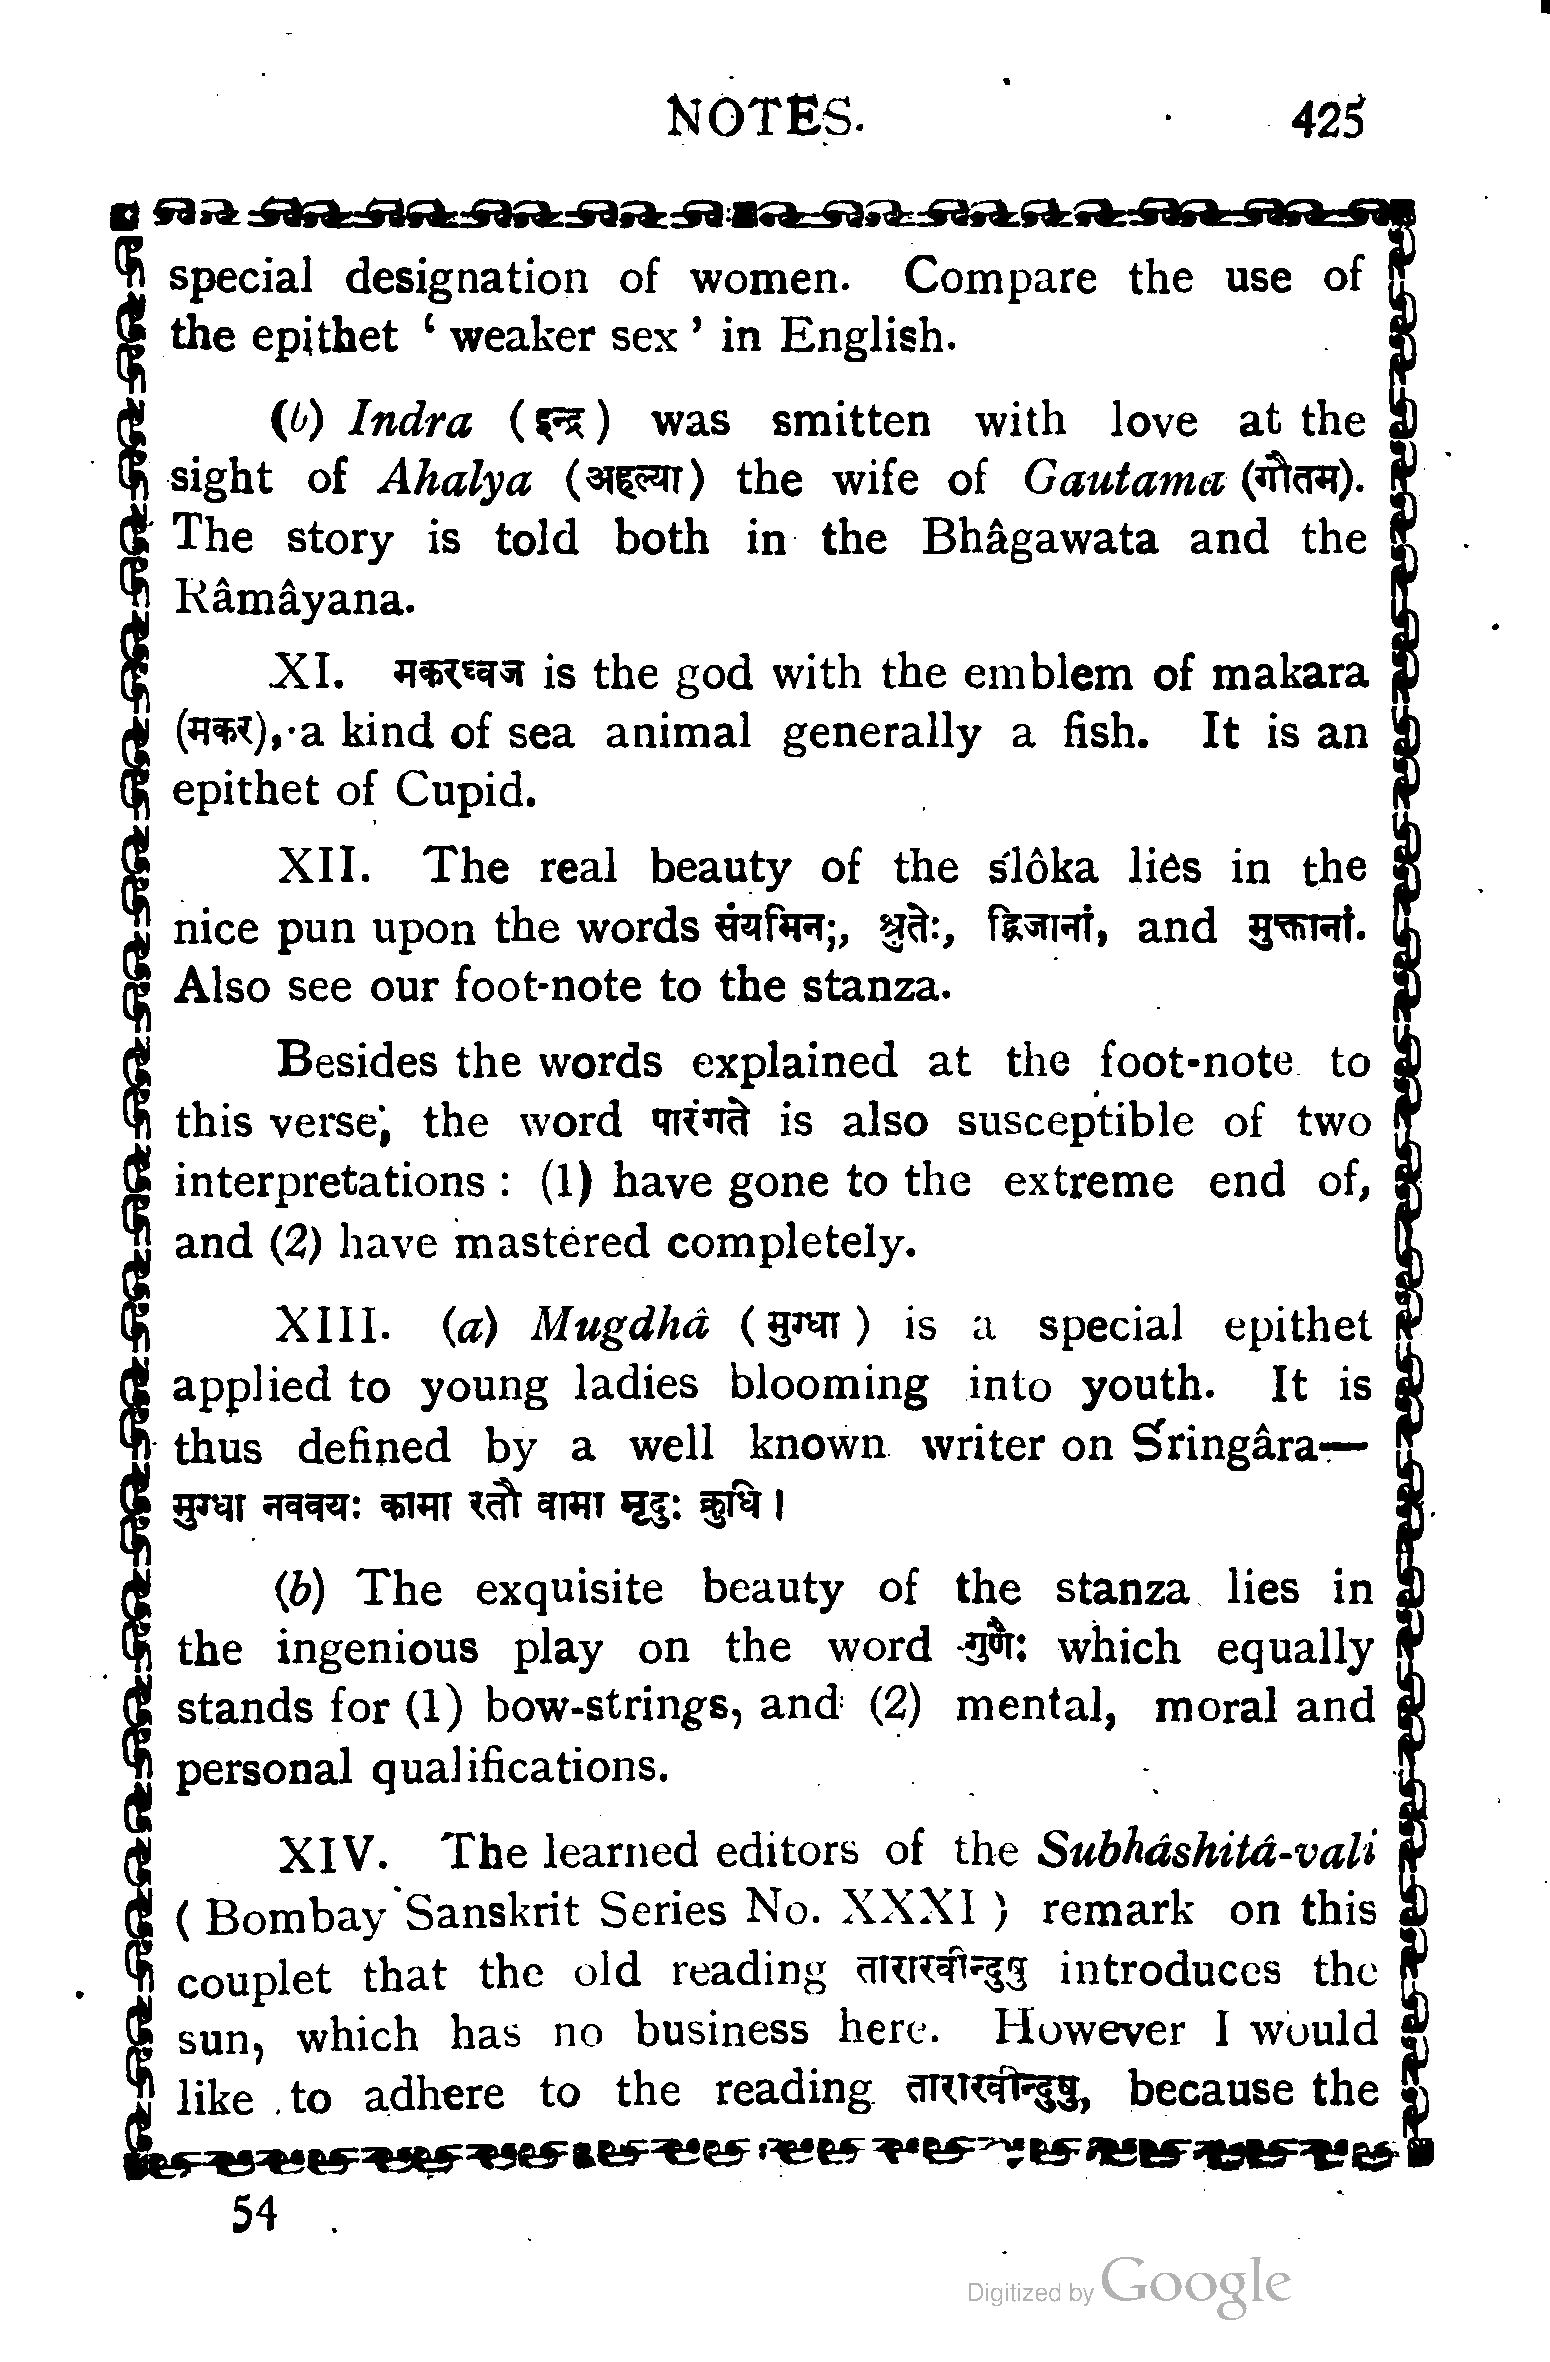 NOTES. 425
special designation of women. Compare the use of
the epithet ‘ weaker sex ’ in English.
(b) Indra ( इन्द्र ) was smitten with love at the
sight of Ahalya (अहल्या) the wife of Gautama (गौतम).
The story is told both in the Bhâgawata and the
Râmâyana.
XI. मकरध्वज is the god with the emblem of makara
(मकर), a kind of sea animal generally a fish. It is an
epithet of Cupid.
XII. The real beauty of the ślôka lies in the
nice pun upon the words संयमिनः, श्रुतेः, द्विजानां, and मुक्तानां.
Also see our foot-note to the stanza.
Besides the words explained at the foot-note to
this verse, the word पारंगते is also susceptible of two
interpretations : (1) have gone to the extreme end of,
and (2) have mastered completely.
XIII. (a) Mugdhâ ( मुग्धा ) is a special epithet
applied to young ladies blooming into youth. It is
thus defined by a well known writer on Śringâra—
मुग्धा नववयः कामा रतौ वामा मृदुः क्रुधि ।
(b) The exquisite beauty of the stanza lies in
the ingenious play on the word गुणैः which equally
stands for (1) bow-strings, and (2) mental, moral and
personal qualifications.
XIV. The learned editors of the Subhâshitâ-vali
( Bombay Sanskrit Series No. XXXI ) remark on this
couplet that the old reading तारारवीन्दुषु introduces the
sun, which has no business here. However I would
like to adhere to the reading तारारवीन्दुषु, because the
54
Digitized by Google